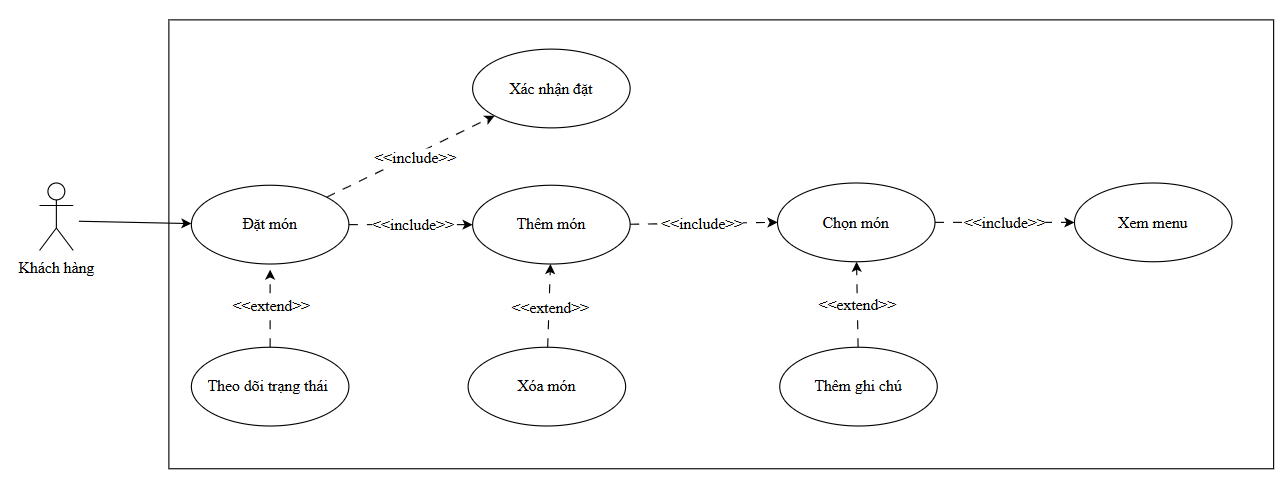 Xác nhận đặt
<<include>>
Đặt món
<<include>>
Thêm món
<<include>>
Chọn món
<<include>>
Xem menu
Khách hàng
<<extend>>
<<extend>>
<<extend>>
Theo dõi trạng thái
Xóa món
Thêm ghi chú